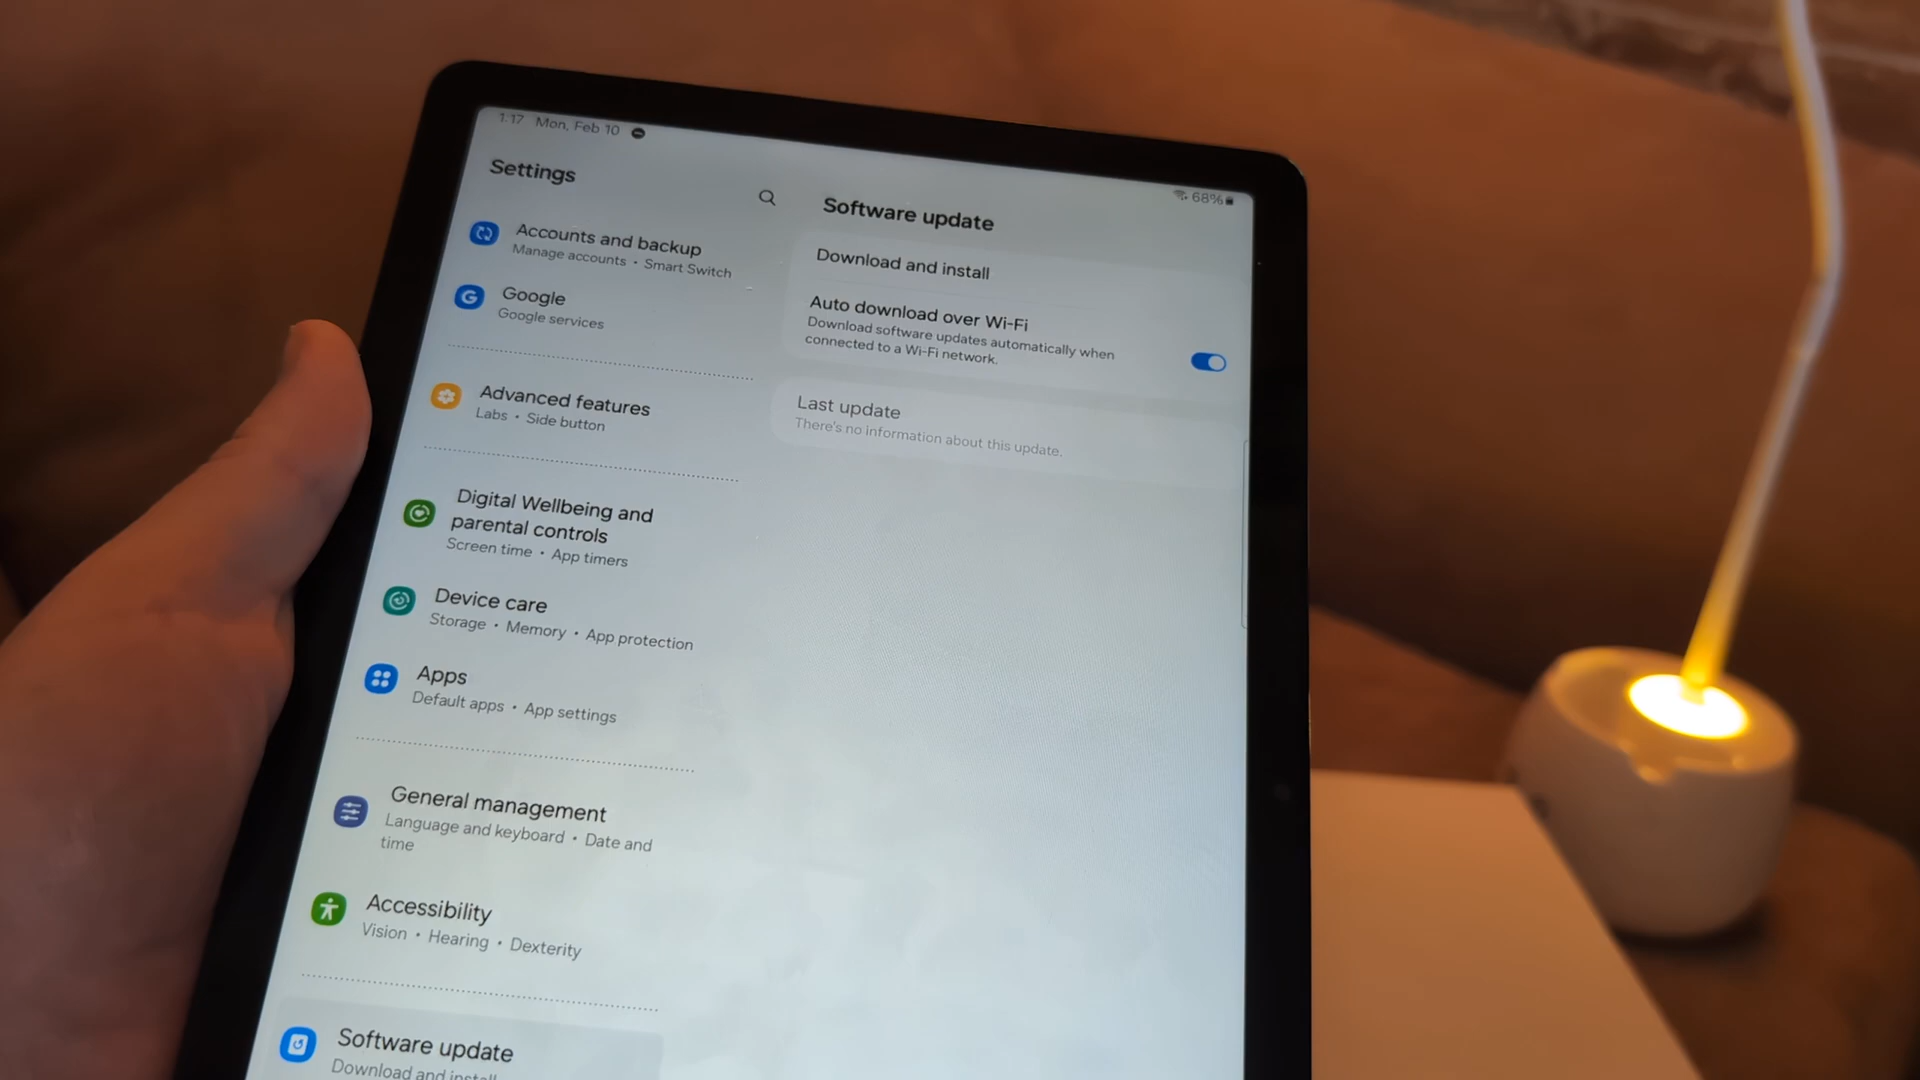 1:17 Mon, Feb 10
68%
Settings
Accounts and backup
Manage accounts • Smart Switch
Google
Google services
Advanced features
Labs • Side button
Digital Wellbeing and
parental controls
Screen time • App timers
Device care
Storage • Memory • App protection
Apps
Default apps • App settings
General management
Language and keyboard • Date and
time
Accessibility
Vision • Hearing • Dexterity
Software update
Download and install
Software update
Download and install
Auto download over Wi-Fi
Download software updates automatically when
connected to a Wi-Fi network.
Last update
There's no information about this update.